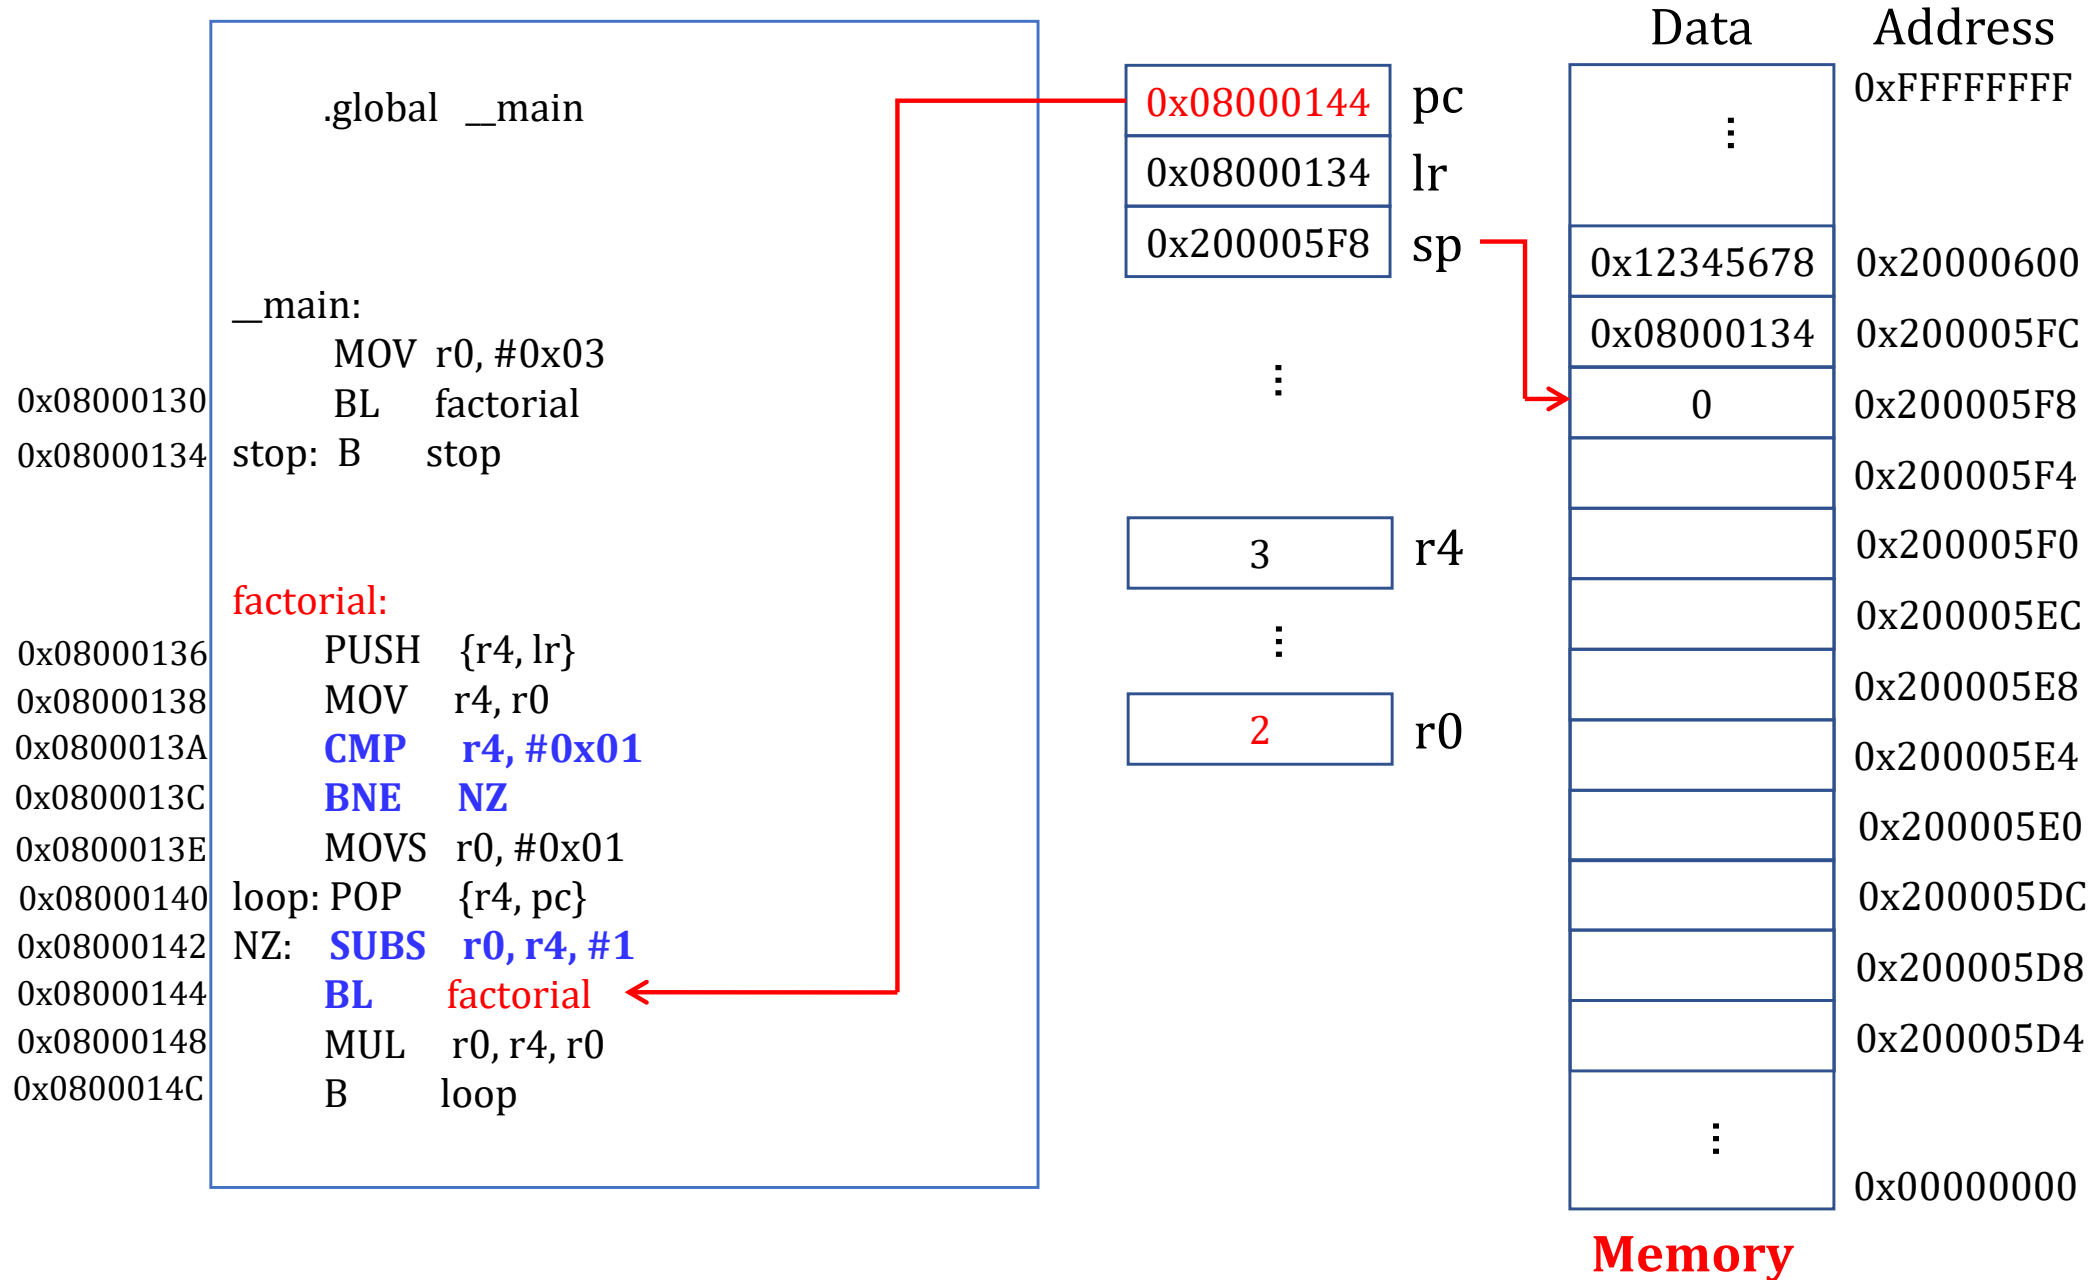 .global __main
__main:
MOV r0, #0x03
0x08000130 BL factorial
0x08000134 stop: B stop
factorial:
0x08000136 PUSH {r4, lr}
0x08000138 MOV r4, r0
0x0800013A CMP r4, #0x01
0x0800013C BNE NZ
0x0800013E MOVS r0, #0x01
0x08000140 loop: POP {r4, pc}
0x08000142 NZ: SUBS r0, r4, #1
0x08000144 BL factorial
0x08000148 MUL r0, r4, r0
0x0800014C B loop
0x08000144 pc
0x08000134 lr
0x200005F8 sp
⋮
3 r4
⋮
2 r0
Data Address
0xFFFFFFFF
⋮
0x12345678 0x20000600
0x08000134 0x200005FC
0 0x200005F8
0x200005F4
0x200005F0
0x200005EC
0x200005E8
0x200005E4
0x200005E0
0x200005DC
0x200005D8
0x200005D4
⋮
0x00000000
Memory